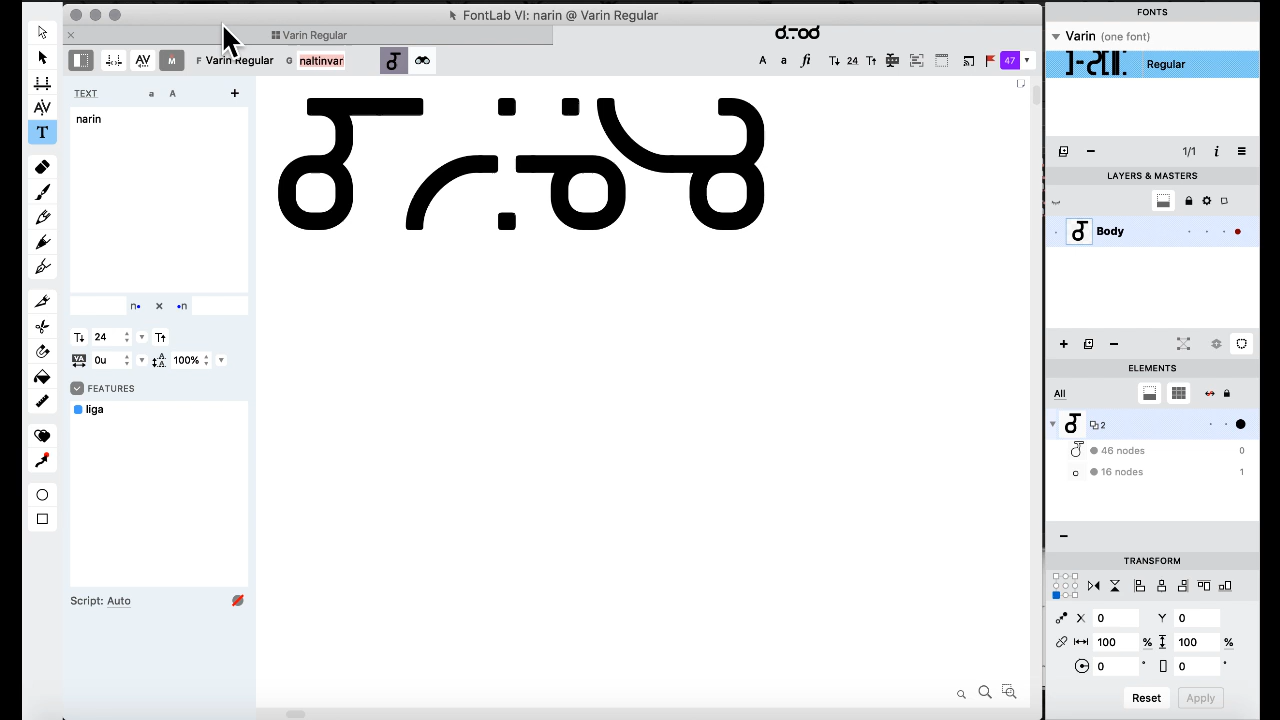 FontLab VI: narin @ Varin Regular
Varin Regular
F Varin Regular G naltinvar
A a fi 24 47
TEXT a A +
narin
n• × •n
24
0u 100%
FEATURES
liga
Script: Auto
FONTS
Varin (one font)
Regular
1/1
LAYERS & MASTERS
Body
ELEMENTS
All
2
46 nodes 0
16 nodes 1
TRANSFORM
X 0 Y 0
100 % 100 %
0 ° 0 °
Reset Apply